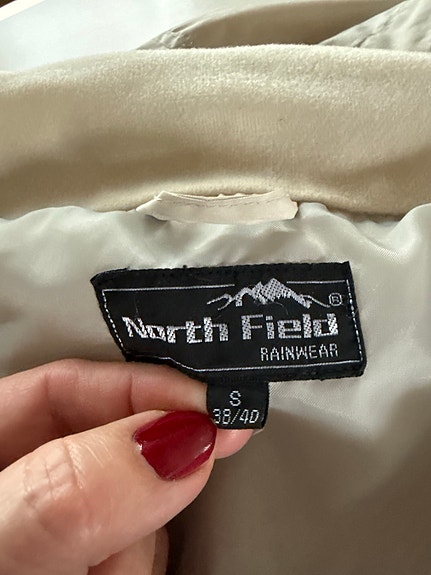 ®
North Field
RAINWEAR
S
38/40